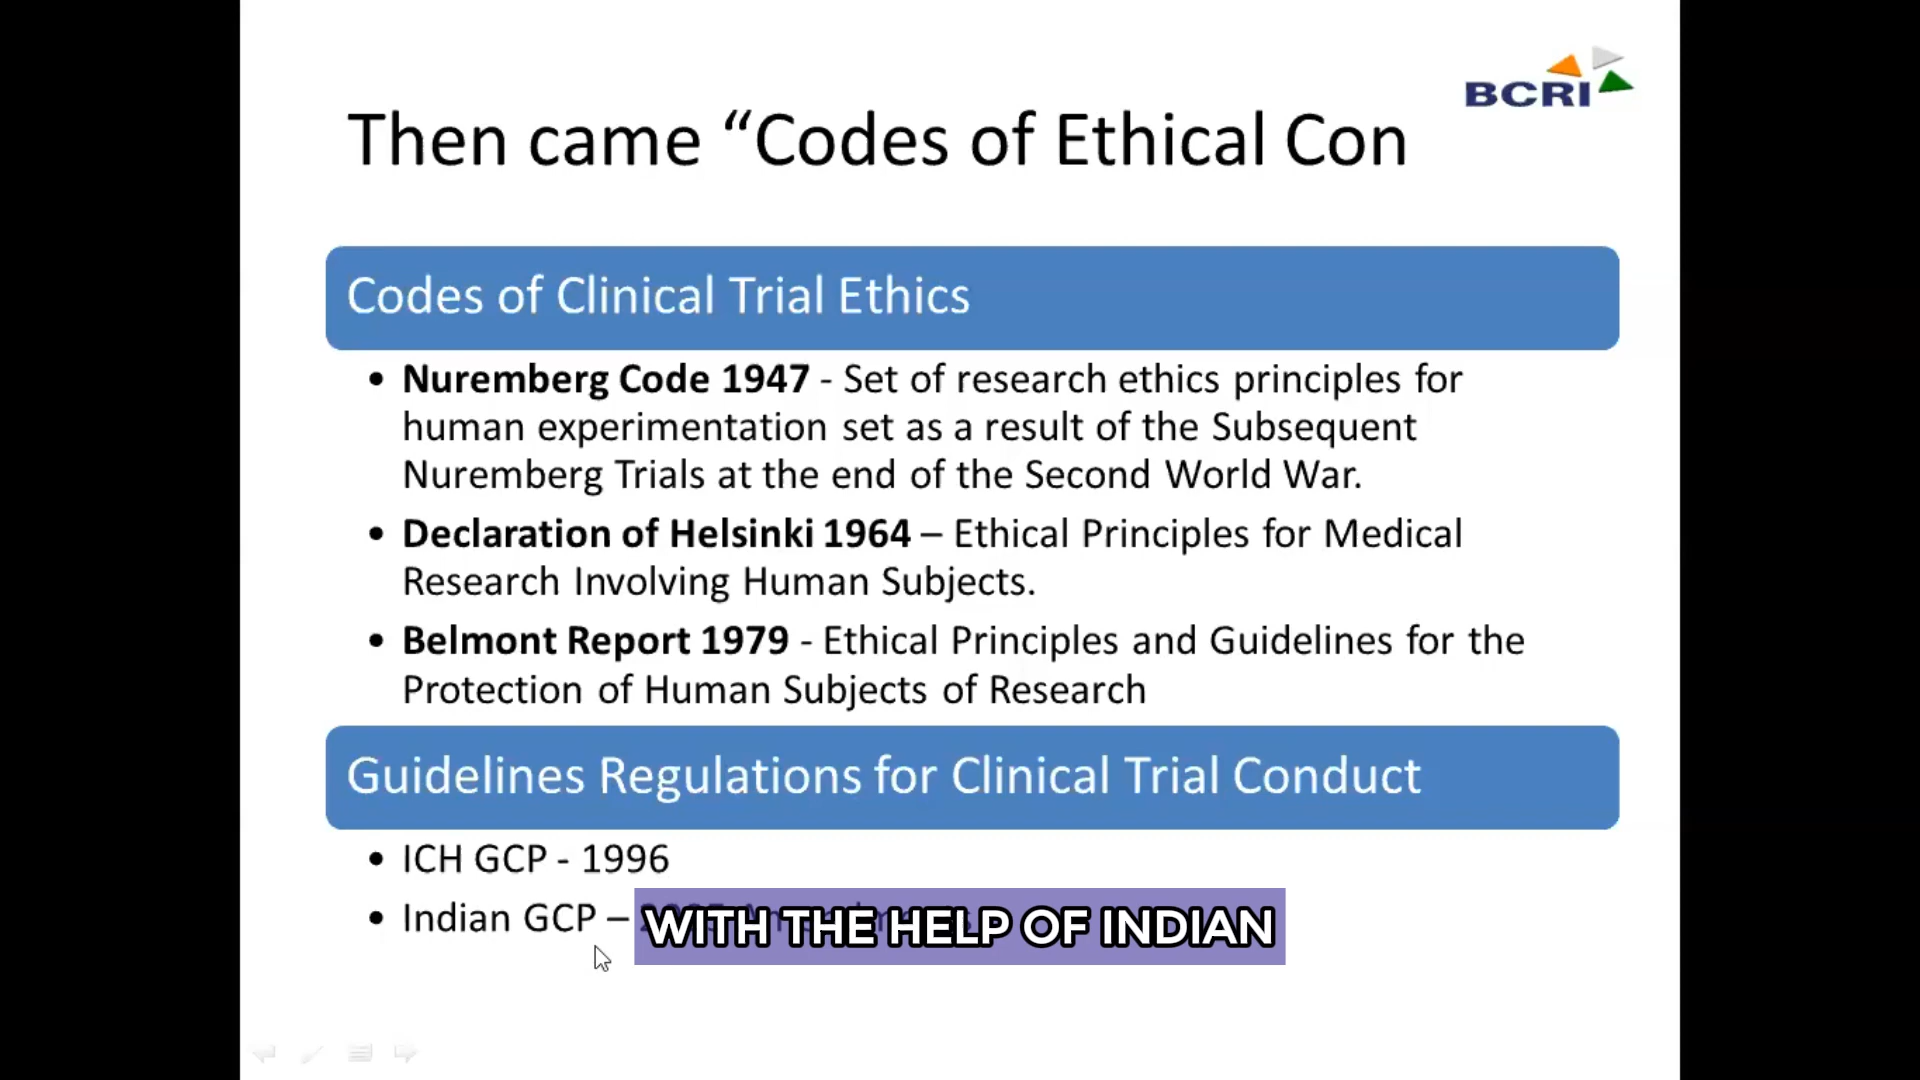 BCRI
Then came “Codes of Ethical Con
Codes of Clinical Trial Ethics
• Nuremberg Code 1947 - Set of research ethics principles for
human experimentation set as a result of the Subsequent
Nuremberg Trials at the end of the Second World War.
• Declaration of Helsinki 1964 – Ethical Principles for Medical
Research Involving Human Subjects.
• Belmont Report 1979 - Ethical Principles and Guidelines for the
Protection of Human Subjects of Research
Guidelines Regulations for Clinical Trial Conduct
• ICH GCP - 1996
• Indian GCP –
WITH THE HELP OF INDIAN